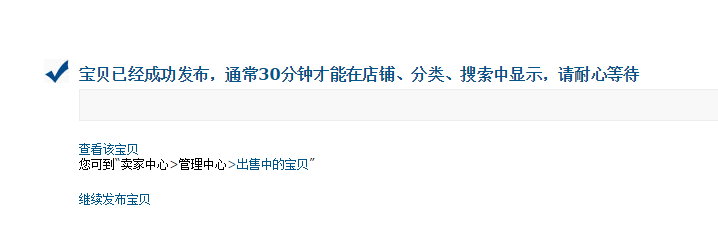 宝贝已经成功发布，通常30分钟才能在店铺、分类、搜索中显示，请耐心等待
查看该宝贝
您可到“卖家中心>管理中心>出售中的宝贝”
继续发布宝贝